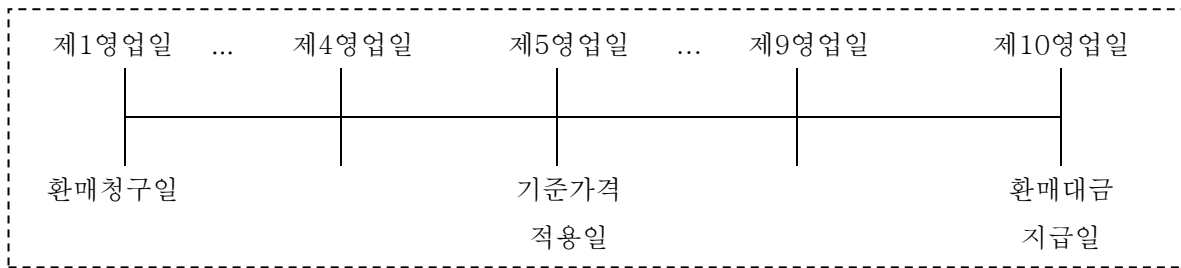 제1영업일 ... 제4영업일 제5영업일 ... 제9영업일 제10영업일
환매청구일 기준가격 환매대금
적용일 지급일